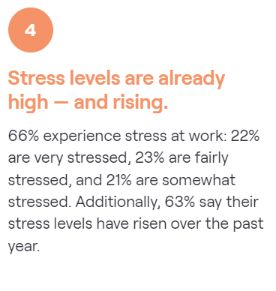 4
Stress levels are already
high — and rising.
66% experience stress at work: 22%
are very stressed, 23% are fairly
stressed, and 21% are somewhat
stressed. Additionally, 63% say their
stress levels have risen over the past
year.